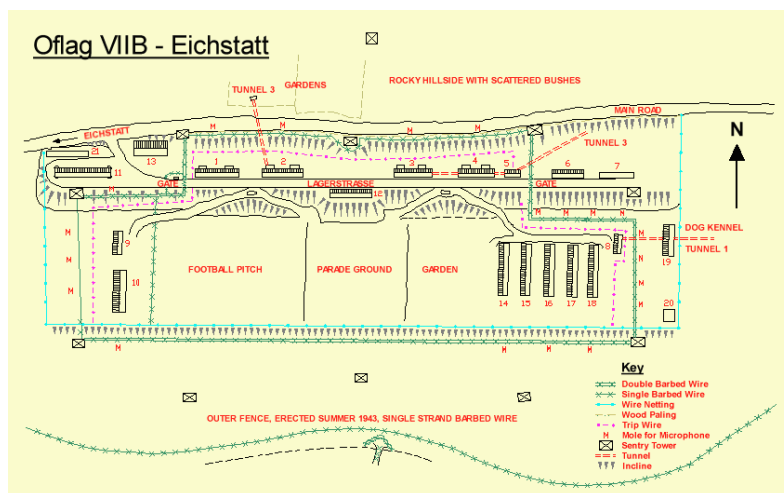 Oflag VIIB - Eichstatt
GARDENS
ROCKY HILLSIDE WITH SCATTERED BUSHES
TUNNEL 3
MAIN ROAD
EICHSTATT
M M M M
TUNNEL 3
N
21
13
11
1 2 3 4 5 6 7
M
GATE LAGERSTRASSE GATE
12
M M M M
DOG KENNEL
TUNNEL 1
M 9 8 M 19
M
M 10
M
M
M
FOOTBALL PITCH PARADE GROUND GARDEN
14 15 16 17 18
20
M M M M
Key
Double Barbed Wire
Single Barbed Wire
Wire Netting
Wood Paling
Trip Wire
M Mole for Microphone
Sentry Tower
Tunnel
Incline
OUTER FENCE, ERECTED SUMMER 1943, SINGLE STRAND BARBED WIRE